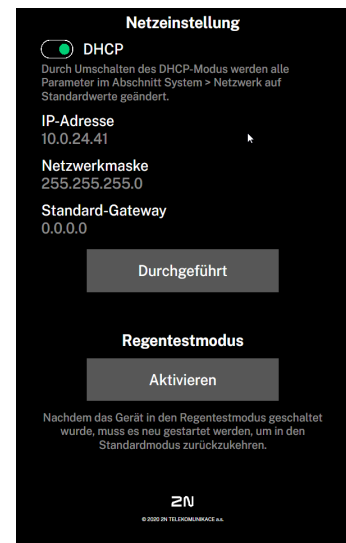 Netzeinstellung
DHCP
Durch Umschalten des DHCP-Modus werden alle
Parameter im Abschnitt System > Netzwerk auf
Standardwerte geändert.
IP-Adresse
10.0.24.41
Netzwerkmaske
255.255.255.0
Standard-Gateway
0.0.0.0
Durchgeführt
Regentestmodus
Aktivieren
Nachdem das Gerät in den Regentestmodus geschaltet
wurde, muss es neu gestartet werden, um in den
Standardmodus zurückzukehren.
2N
© 2020 2N TELEKOMUNIKACE a.s.